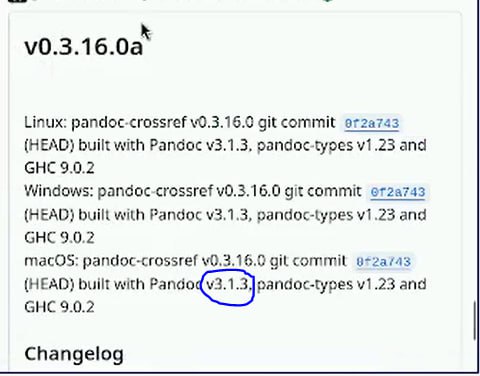 v0.3.16.0a
Linux: pandoc-crossref v0.3.16.0 git commit 0f2a743
(HEAD) built with Pandoc v3.1.3, pandoc-types v1.23 and
GHC 9.0.2
Windows: pandoc-crossref v0.3.16.0 git commit 0f2a743
(HEAD) built with Pandoc v3.1.3, pandoc-types v1.23 and
GHC 9.0.2
macOS: pandoc-crossref v0.3.16.0 git commit 0f2a743
(HEAD) built with Pandoc v3.1.3, pandoc-types v1.23 and
GHC 9.0.2
Changelog